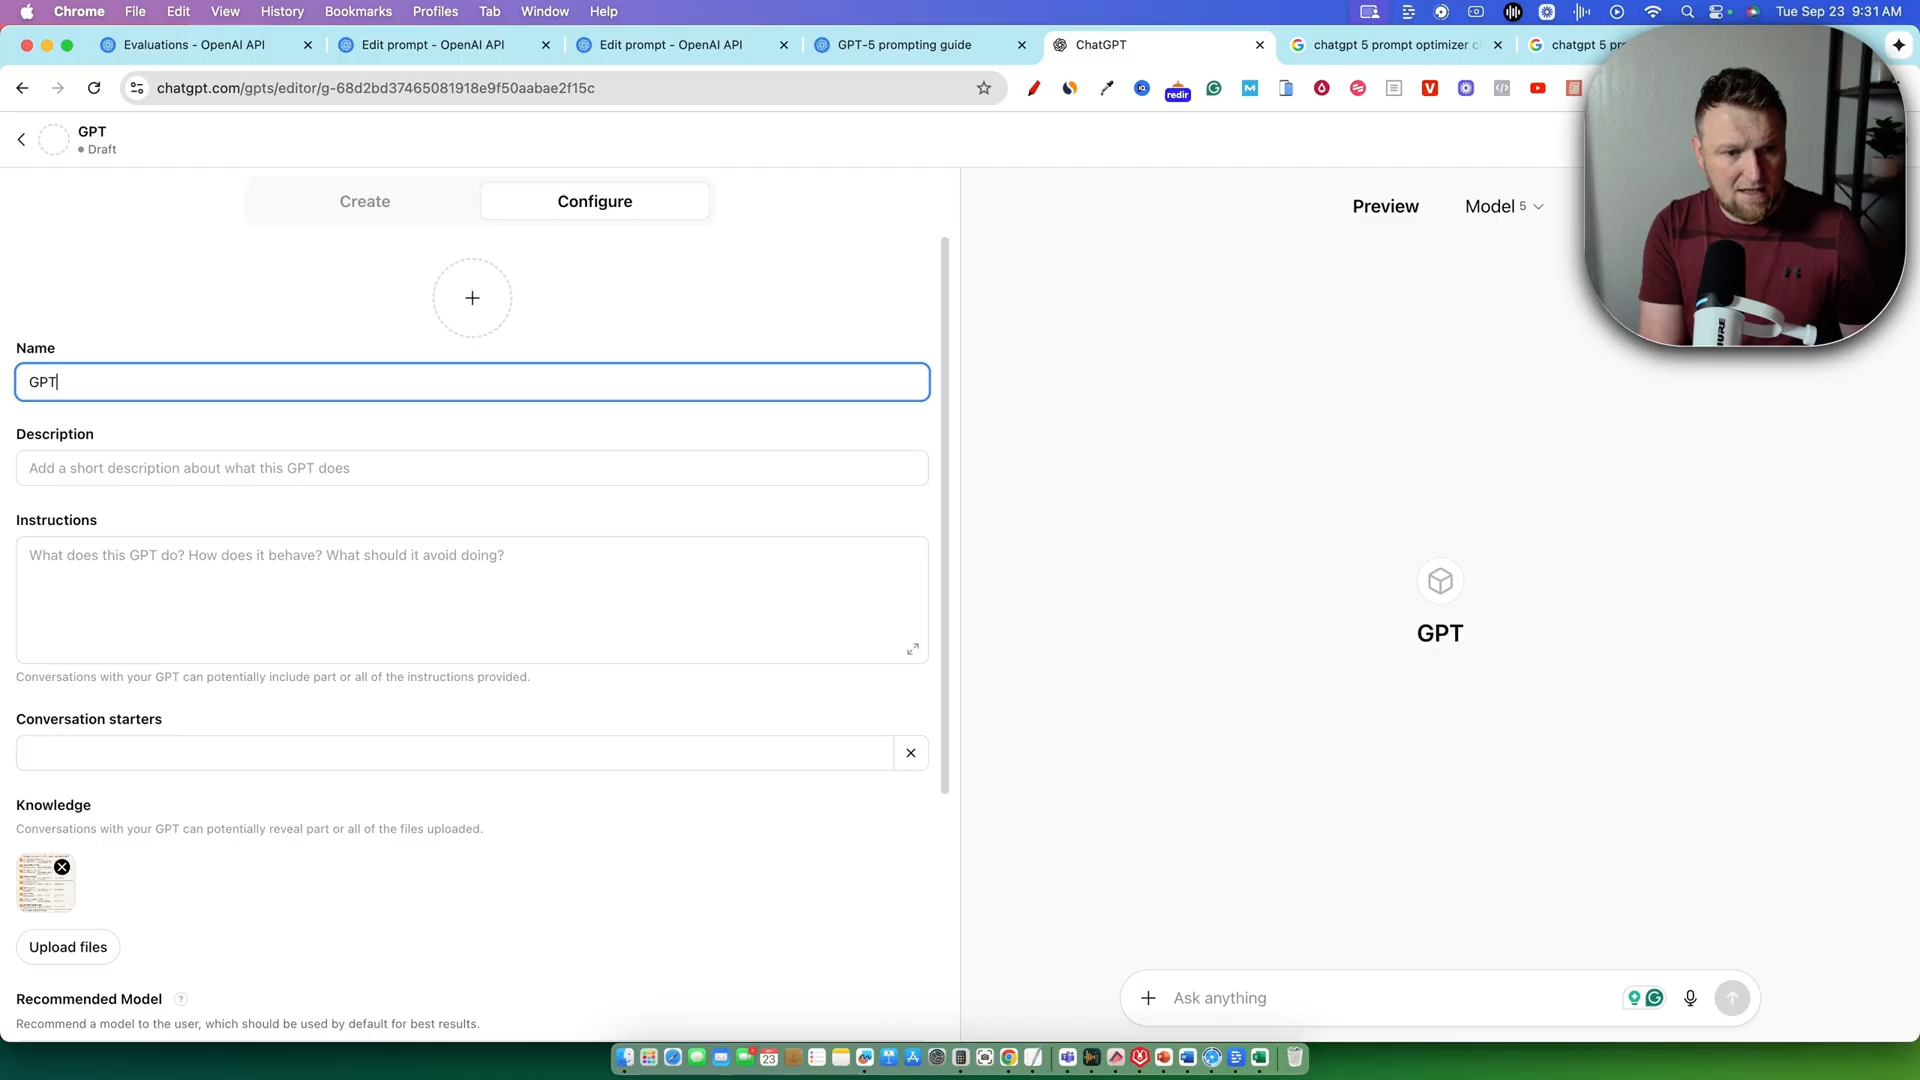 Chrome File Edit View History Bookmarks Profiles Tab Window Help Tue Sep 23 9:31 AM
Evaluations - OpenAI API Edit prompt - OpenAI API Edit prompt - OpenAI API GPT-5 prompting guide ChatGPT chatgpt 5 prompt optimizer c chatgpt 5 pr
chatgpt.com/gpts/editor/g-68d2bd37465081918e9f50aabae2f15c
redir
GPT
Draft
Create Configure
Preview Model 5
Name
GPT
Description
Add a short description about what this GPT does
Instructions
What does this GPT do? How does it behave? What should it avoid doing?
Conversations with your GPT can potentially include part or all of the instructions provided.
GPT
Conversation starters
Knowledge
Conversations with your GPT can potentially reveal part or all of the files uploaded.
Upload files
Recommended Model ?
Recommend a model to the user, which should be used by default for best results.
Ask anything
23